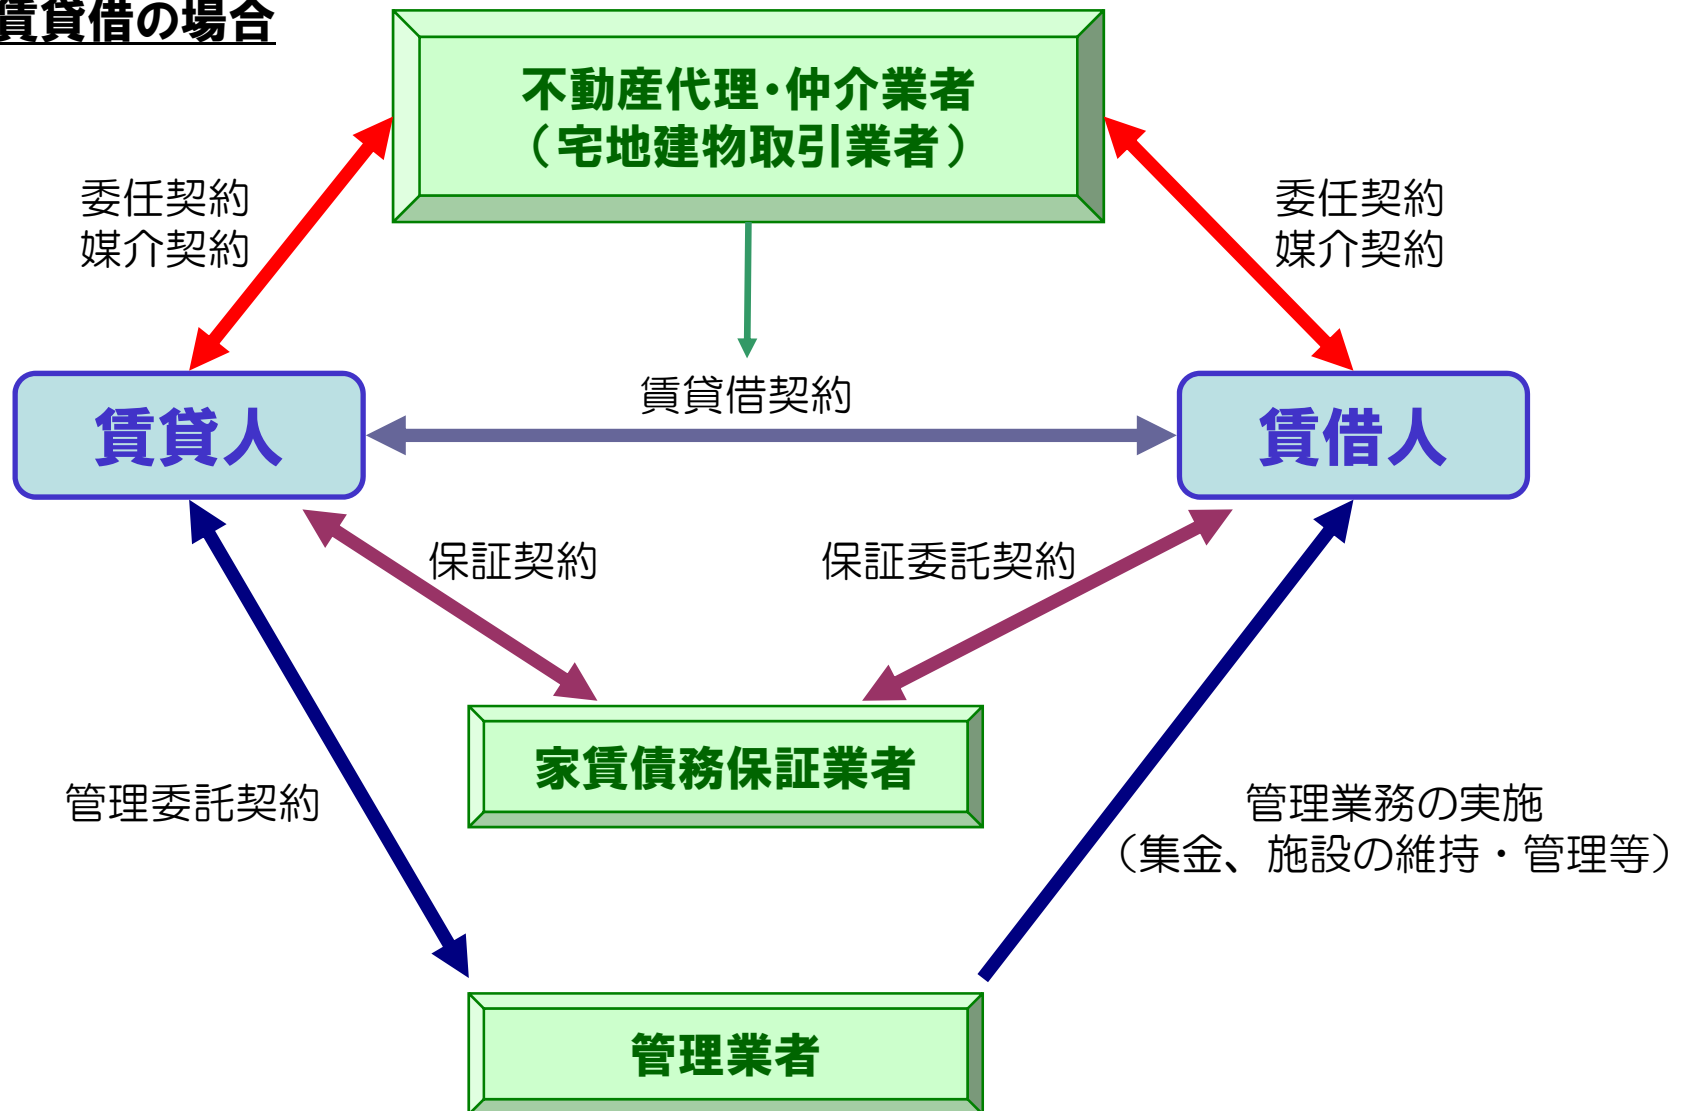 賃貸借の場合
不動産代理・仲介業者
（宅地建物取引業者）
委任契約
媒介契約
委任契約
媒介契約
賃貸借契約
賃貸人
賃借人
保証契約
保証委託契約
家賃債務保証業者
管理委託契約
管理業務の実施
（集金、施設の維持・管理等）
管理業者